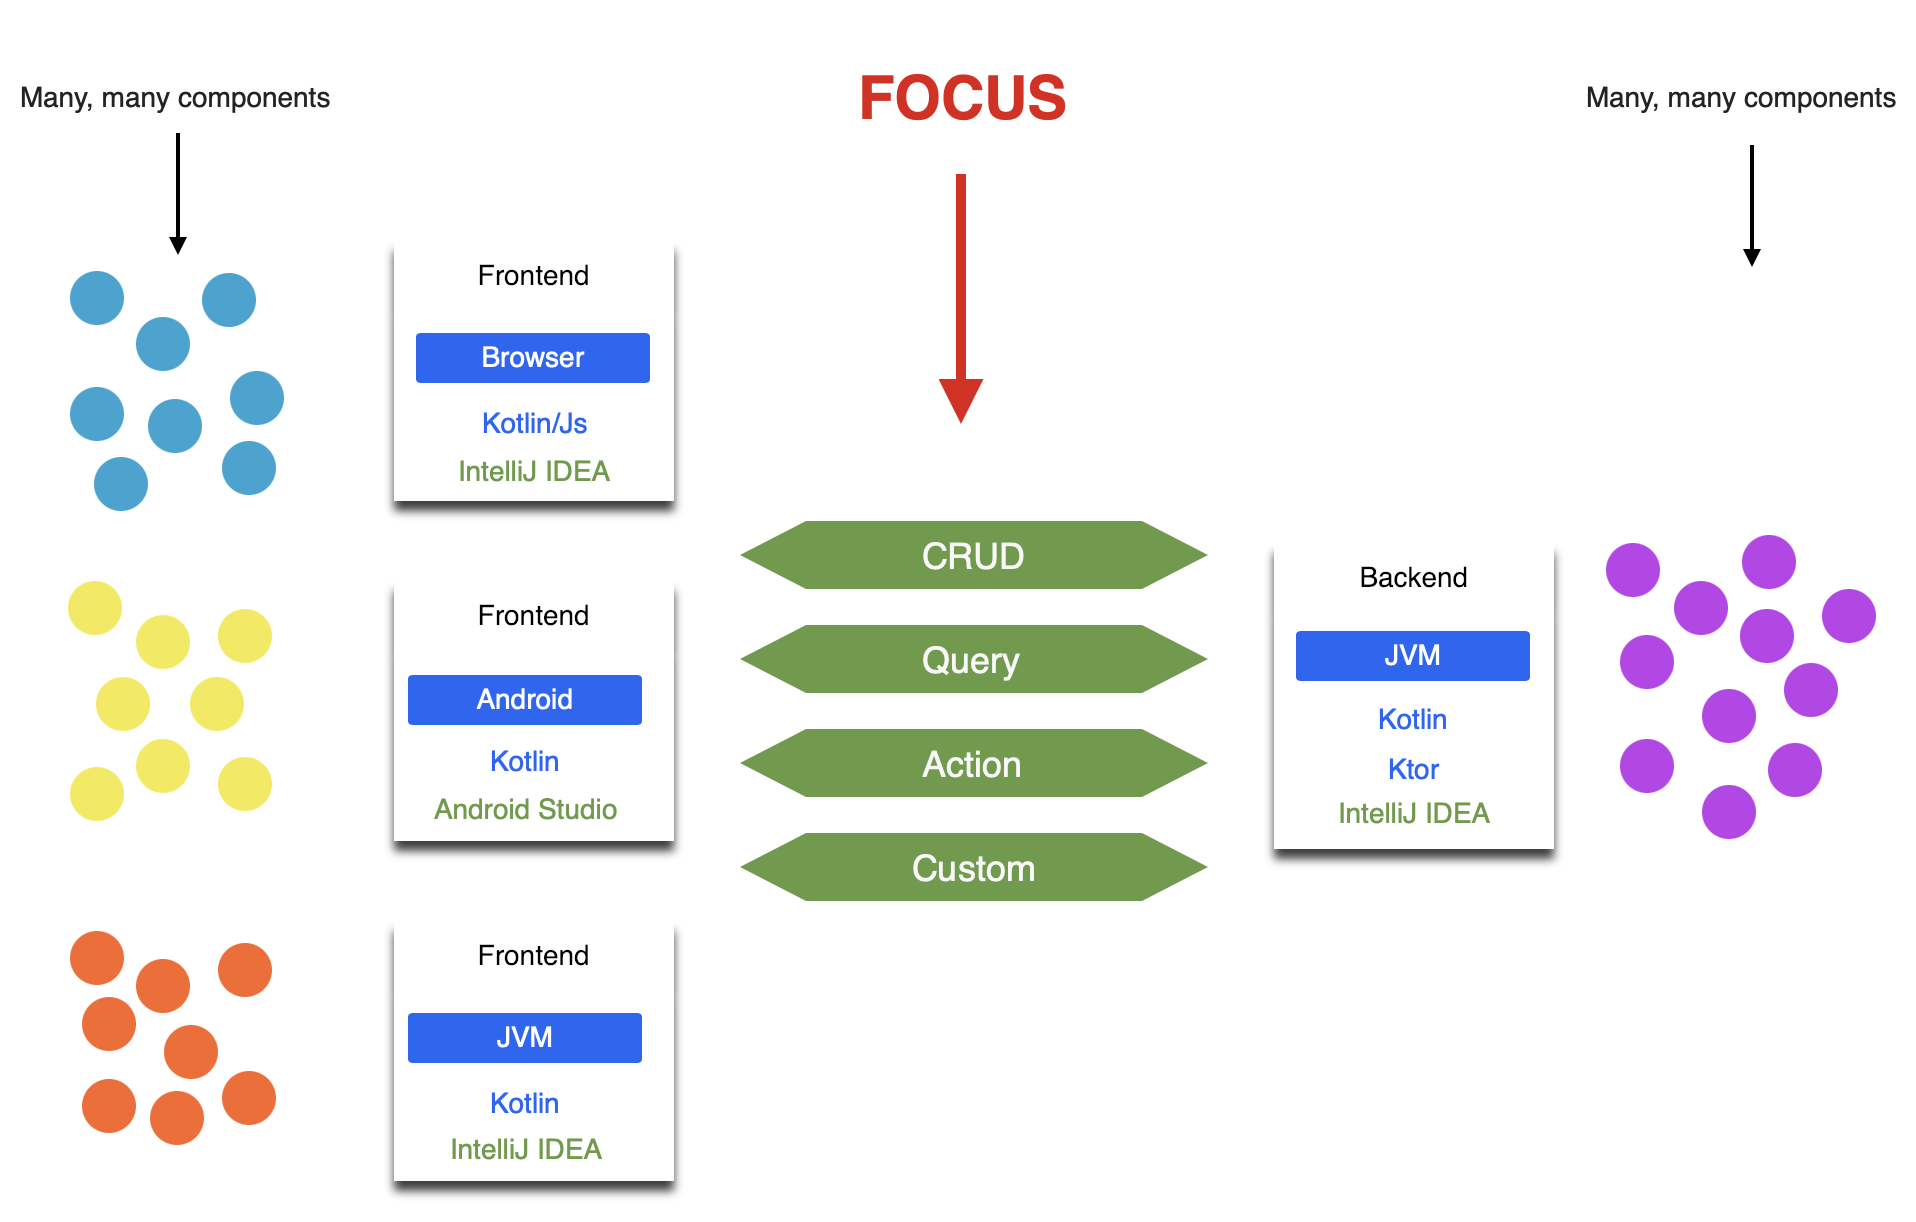 Many, many components
FOCUS
Many, many components
Frontend
Browser
Kotlin/Js
IntelliJ IDEA
Frontend
Android
Kotlin
Android Studio
Frontend
JVM
Kotlin
IntelliJ IDEA
CRUD
Query
Action
Custom
Backend
JVM
Kotlin
Ktor
IntelliJ IDEA